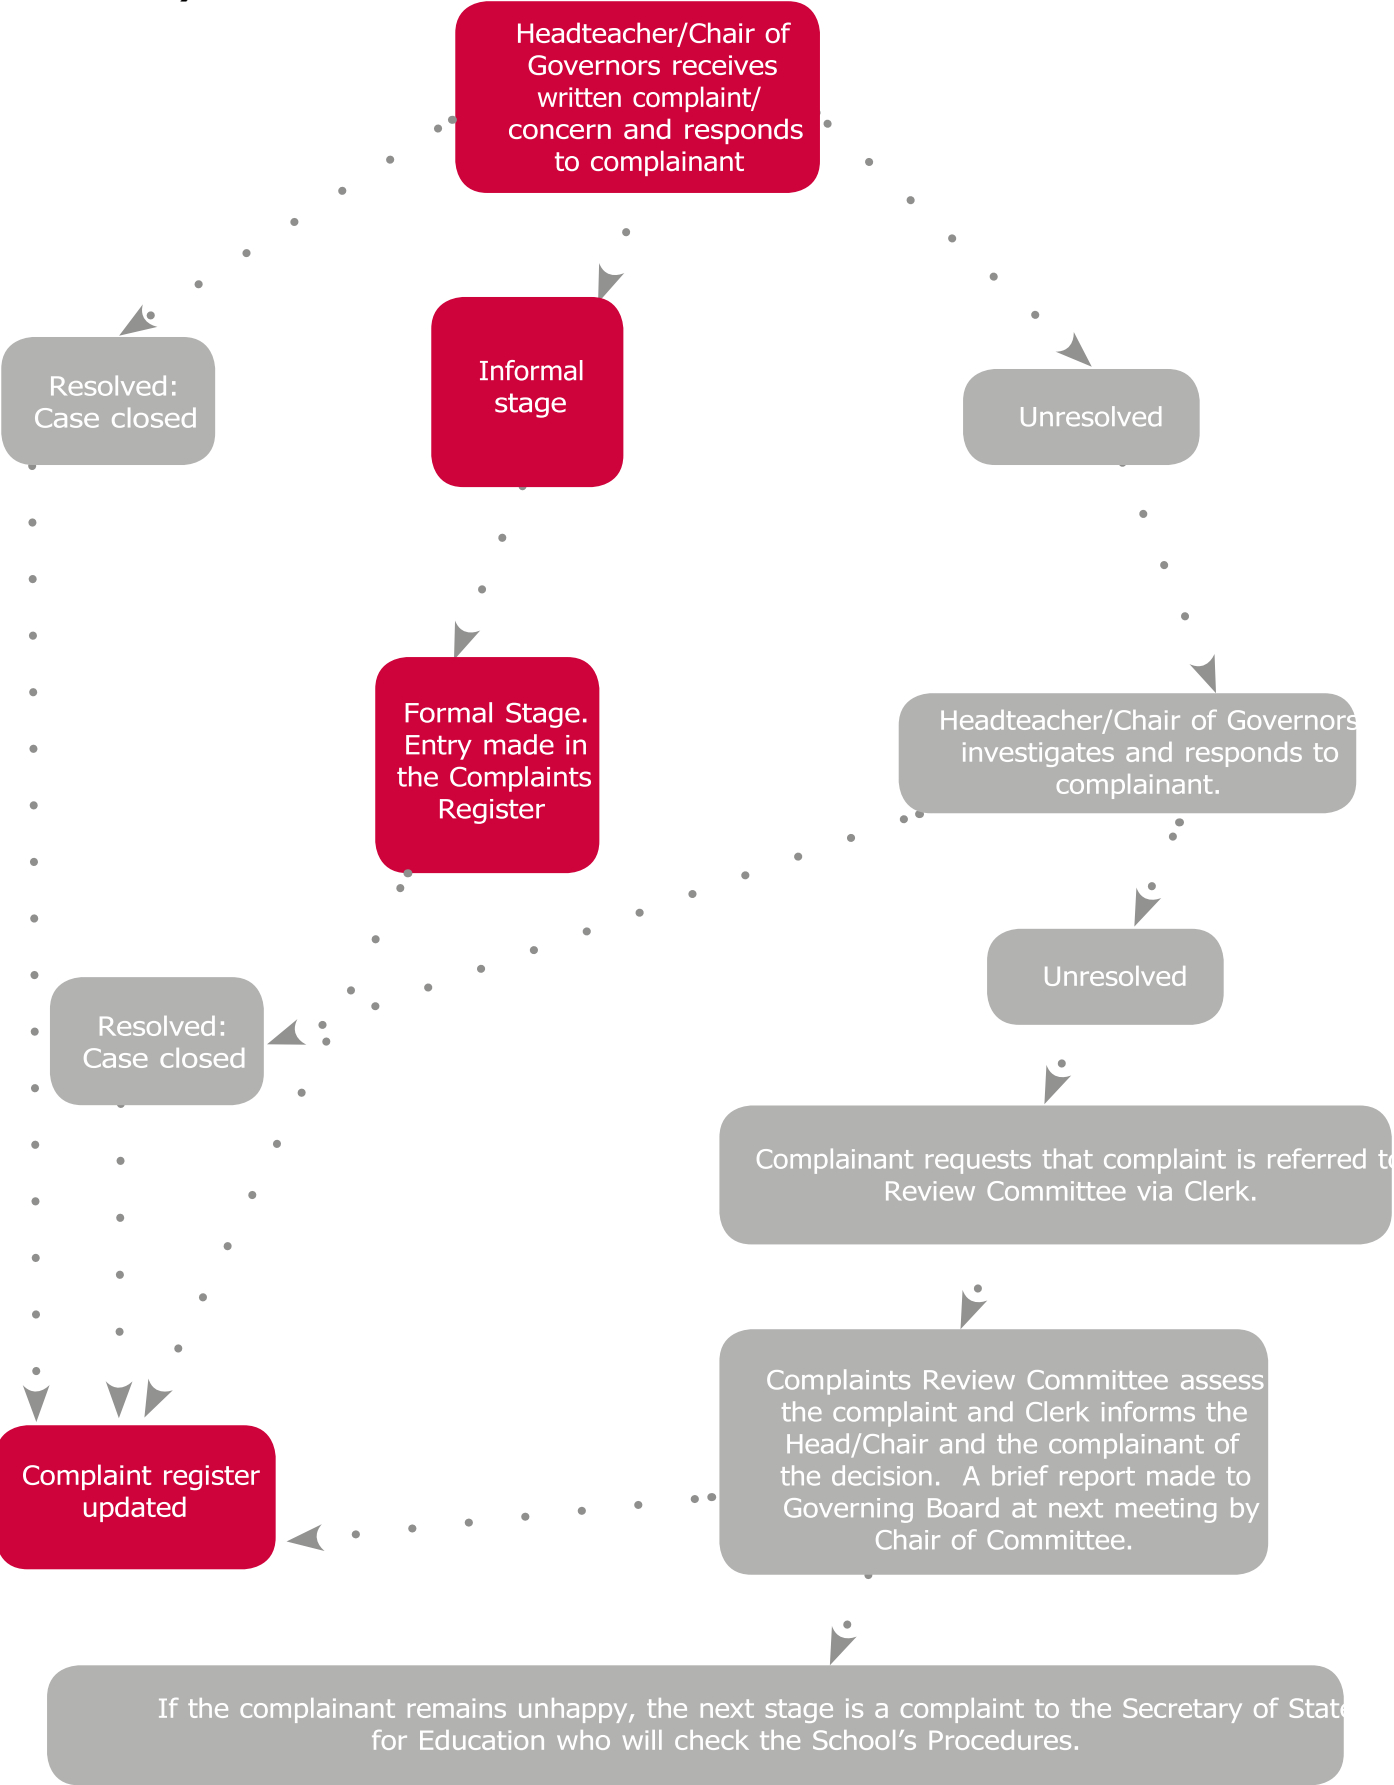 Headteacher/Chair of
Governors receives
written complaint/
concern and responds
to complainant
Resolved:
Case closed
Informal
stage
Unresolved
Formal Stage.
Entry made in
the Complaints
Register
Headteacher/Chair of Governors
investigates and responds to
complainant.
Resolved:
Case closed
Unresolved
Complainant requests that complaint is referred to
Review Committee via Clerk.
Complaints Review Committee assess
the complaint and Clerk informs the
Head/Chair and the complainant of
the decision.  A brief report made to
Governing Board at next meeting by
Chair of Committee.
Complaint register
updated
If the complainant remains unhappy, the next stage is a complaint to the Secretary of State
for Education who will check the School’s Procedures.